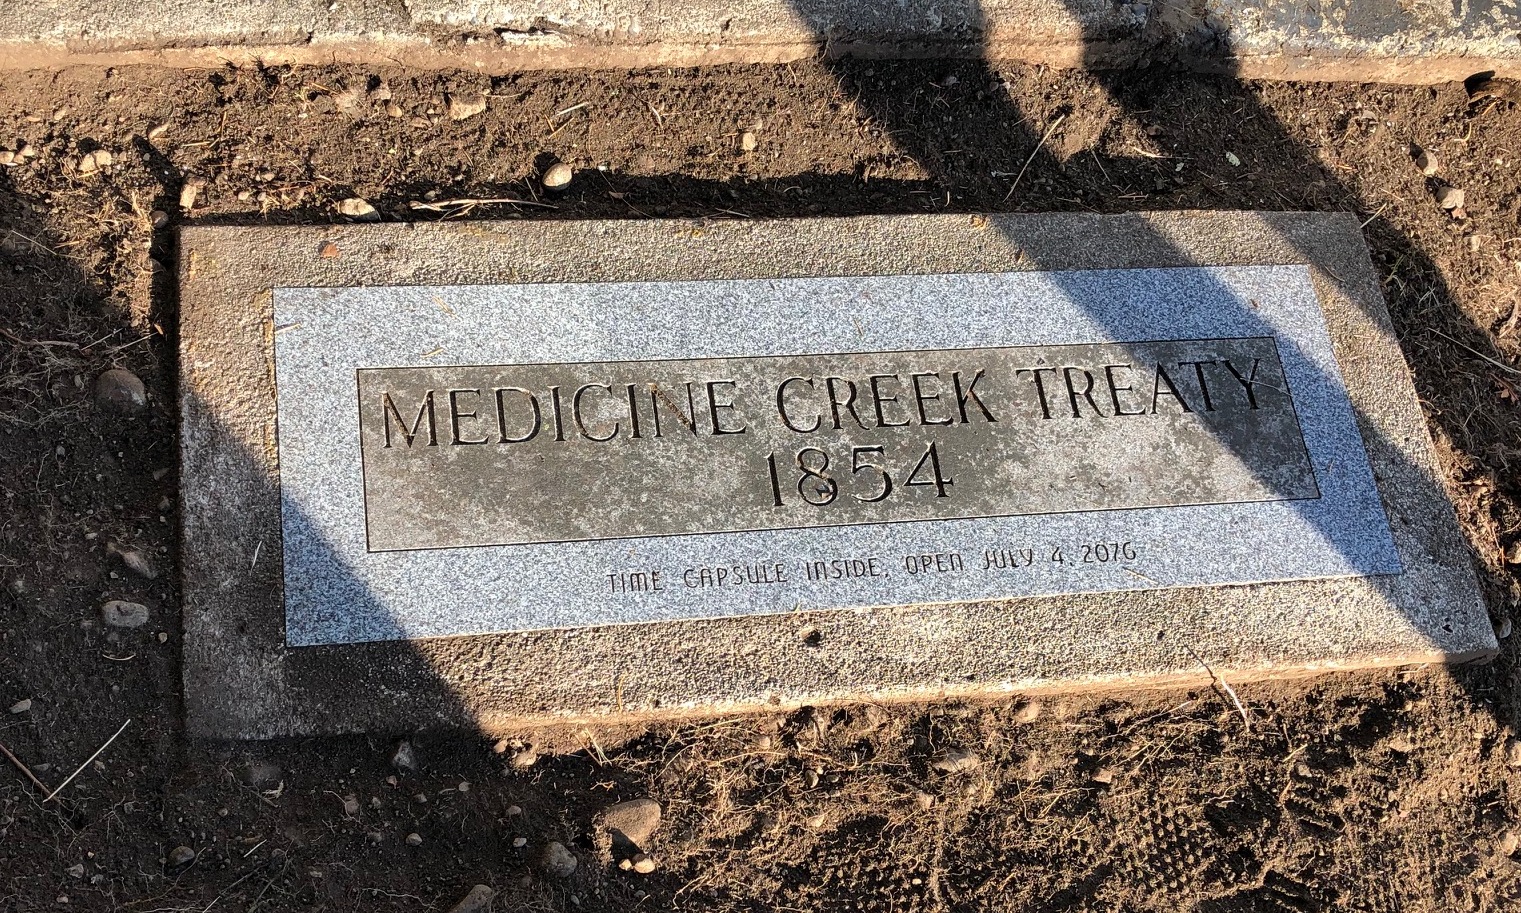 MEDICINE CREEK TREATY
1854
TIME CAPSULE INSIDE, OPEN JULY 4, 2076